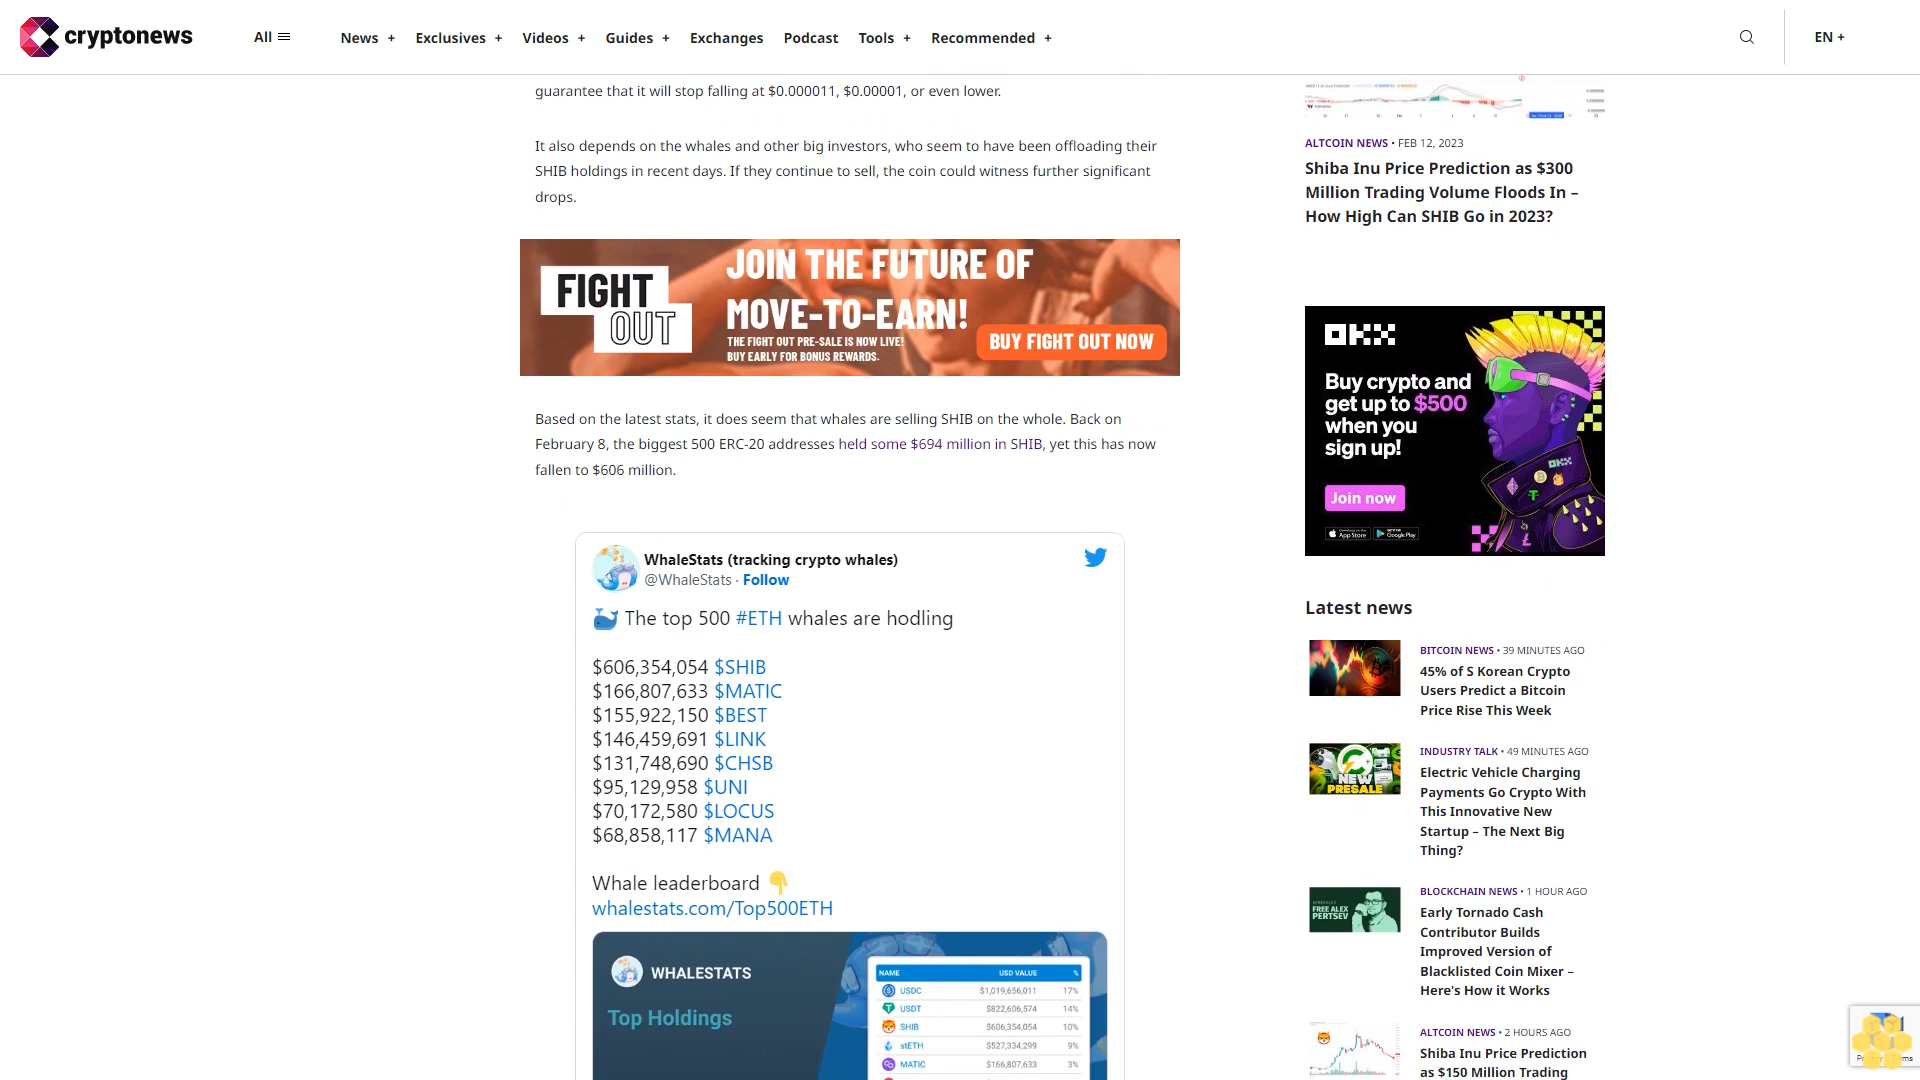 cryptonews
All
News +
Exclusives +
Videos +
Guides +
Exchanges
Podcast
Tools +
Recommended +
EN +
guarantee that it will stop falling at $0.000011, $0.00001, or even lower.
It also depends on the whales and other big investors, who seem to have been offloading their
SHIB holdings in recent days. If they continue to sell, the coin could witness further significant
drops.
FIGHT
OUT
JOIN THE FUTURE OF
MOVE-TO-EARN!
THE FIGHT OUT PRE-SALE IS NOW LIVE!
BUY EARLY FOR BONUS REWARDS.
BUY FIGHT OUT NOW
Based on the latest stats, it does seem that whales are selling SHIB on the whole. Back on
February 8, the biggest 500 ERC-20 addresses held some $694 million in SHIB, yet this has now
fallen to $606 million.
WhaleStats (tracking crypto whales)
@WhaleStats · Follow
The top 500 #ETH whales are hodling
$606,354,054 $SHIB
$166,807,633 $MATIC
$155,922,150 $BEST
$146,459,691 $LINK
$131,748,690 $CHSB
$95,129,958 $UNI
$70,172,580 $LOCUS
$68,858,117 $MANA
Whale leaderboard
whalestats.com/Top500ETH
WHALESTATS
Top Holdings
NAME USD VALUE %
USDC $1,019,656,011 17%
USDT $822,606,574 14%
SHIB $606,354,054 10%
stETH $527,334,299 9%
MATIC $166,807,633 3%
ALTCOIN NEWS • FEB 12, 2023
Shiba Inu Price Prediction as $300
Million Trading Volume Floods In –
How High Can SHIB Go in 2023?
OKX
Buy crypto and
get up to $500
when you
sign up!
Join now
App Store
Google Play
OKX
Latest news
BITCOIN NEWS • 39 MINUTES AGO
45% of S Korean Crypto
Users Predict a Bitcoin
Price Rise This Week
NEW
PRESALE
INDUSTRY TALK • 49 MINUTES AGO
Electric Vehicle Charging
Payments Go Crypto With
This Innovative New
Startup – The Next Big
Thing?
FREE ALEX
PERTSEV
BLOCKCHAIN NEWS • 1 HOUR AGO
Early Tornado Cash
Contributor Builds
Improved Version of
Blacklisted Coin Mixer –
Here's How it Works
ALTCOIN NEWS • 2 HOURS AGO
Shiba Inu Price Prediction
as $150 Million Trading